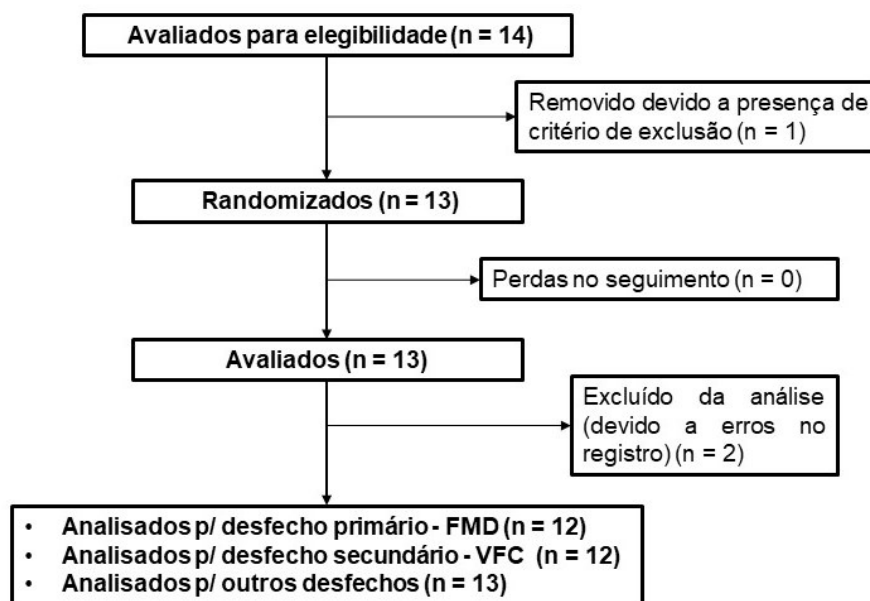 Avaliados para elegibilidade (n = 14)
Removido devido a presença de
critério de exclusão (n = 1)
Randomizados (n = 13)
Perdas no seguimento (n = 0)
Avaliados (n = 13)
Excluído da análise
(devido a erros no
registro) (n = 2)
• Analisados p/ desfecho primário - FMD (n = 12)
• Analisados p/ desfecho secundário - VFC (n = 12)
• Analisados p/ outros desfechos (n = 13)